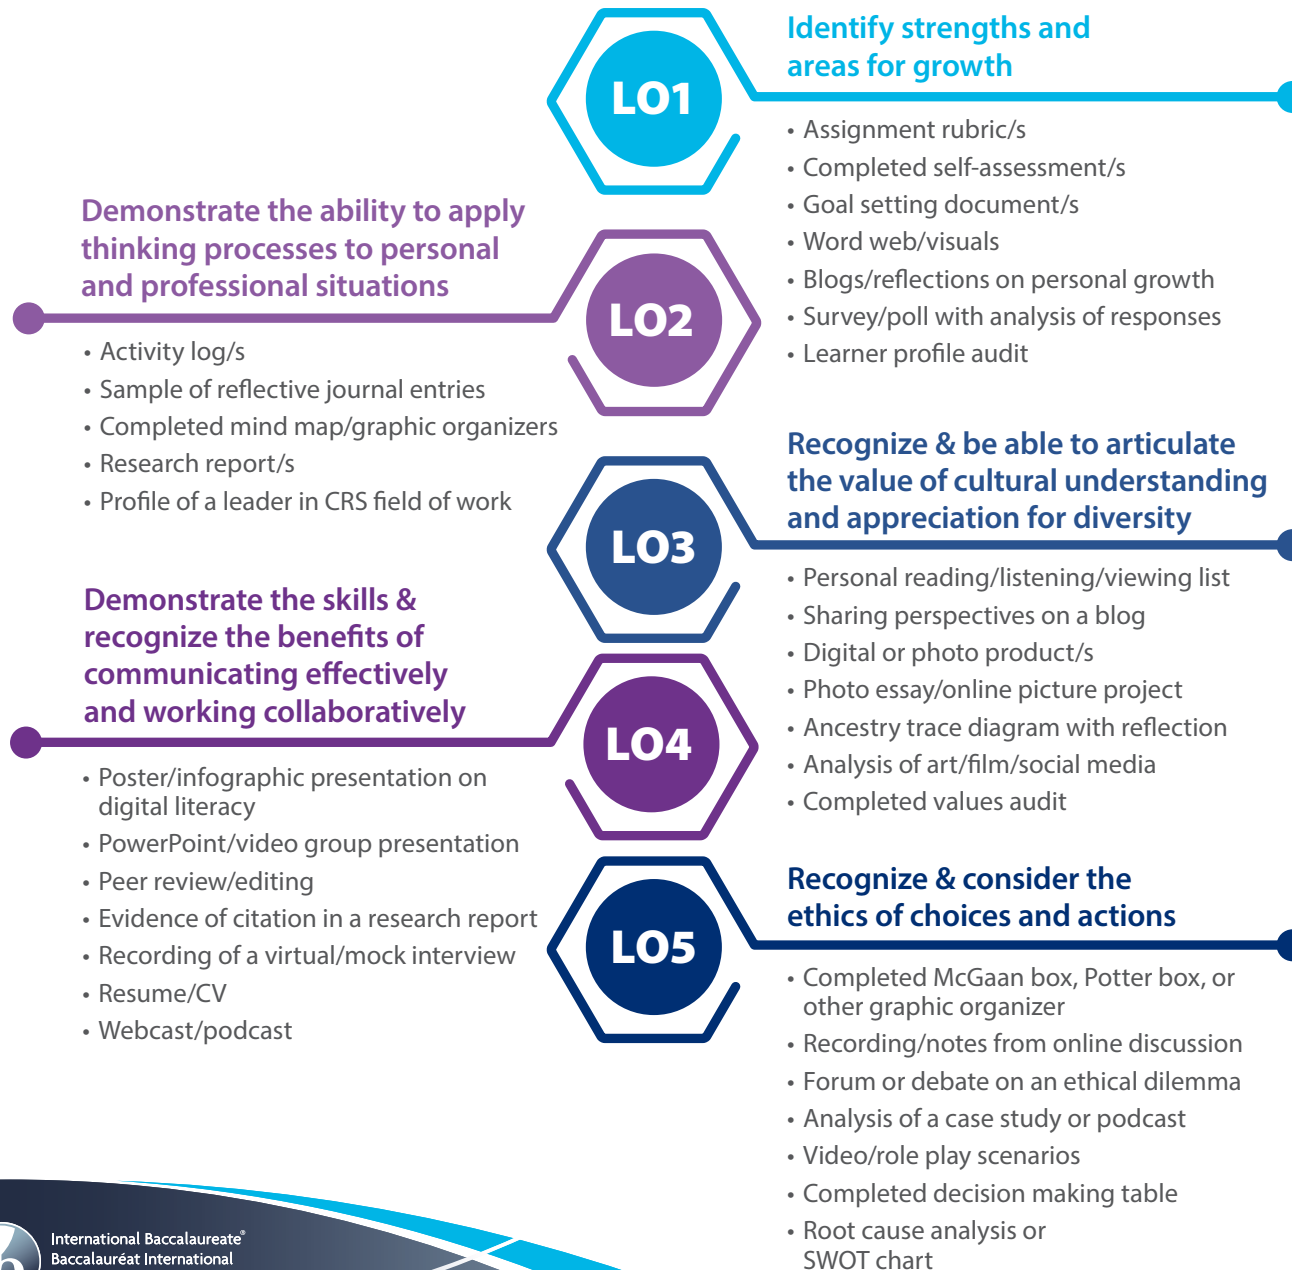 LO1
Identify strengths and
areas for growth
• Assignment rubric/s
• Completed self-assessment/s
• Goal setting document/s
• Word web/visuals
• Blogs/reflections on personal growth
• Survey/poll with analysis of responses
• Learner profile audit
LO2
Demonstrate the ability to apply
thinking processes to personal
and professional situations
• Activity log/s
• Sample of reflective journal entries
• Completed mind map/graphic organizers
• Research report/s
• Profile of a leader in CRS field of work
LO3
Recognize & be able to articulate
the value of cultural understanding
and appreciation for diversity
• Personal reading/listening/viewing list
• Sharing perspectives on a blog
• Digital or photo product/s
• Photo essay/online picture project
• Ancestry trace diagram with reflection
• Analysis of art/film/social media
• Completed values audit
LO4
Demonstrate the skills &
recognize the benefits of
communicating effectively
and working collaboratively
• Poster/infographic presentation on
digital literacy
• PowerPoint/video group presentation
• Peer review/editing
• Evidence of citation in a research report
• Recording of a virtual/mock interview
• Resume/CV
• Webcast/podcast
LO5
Recognize & consider the
ethics of choices and actions
• Completed McGaan box, Potter box, or
other graphic organizer
• Recording/notes from online discussion
• Forum or debate on an ethical dilemma
• Analysis of a case study or podcast
• Video/role play scenarios
• Completed decision making table
• Root cause analysis or
SWOT chart
International Baccalaureate®
Baccalauréat International